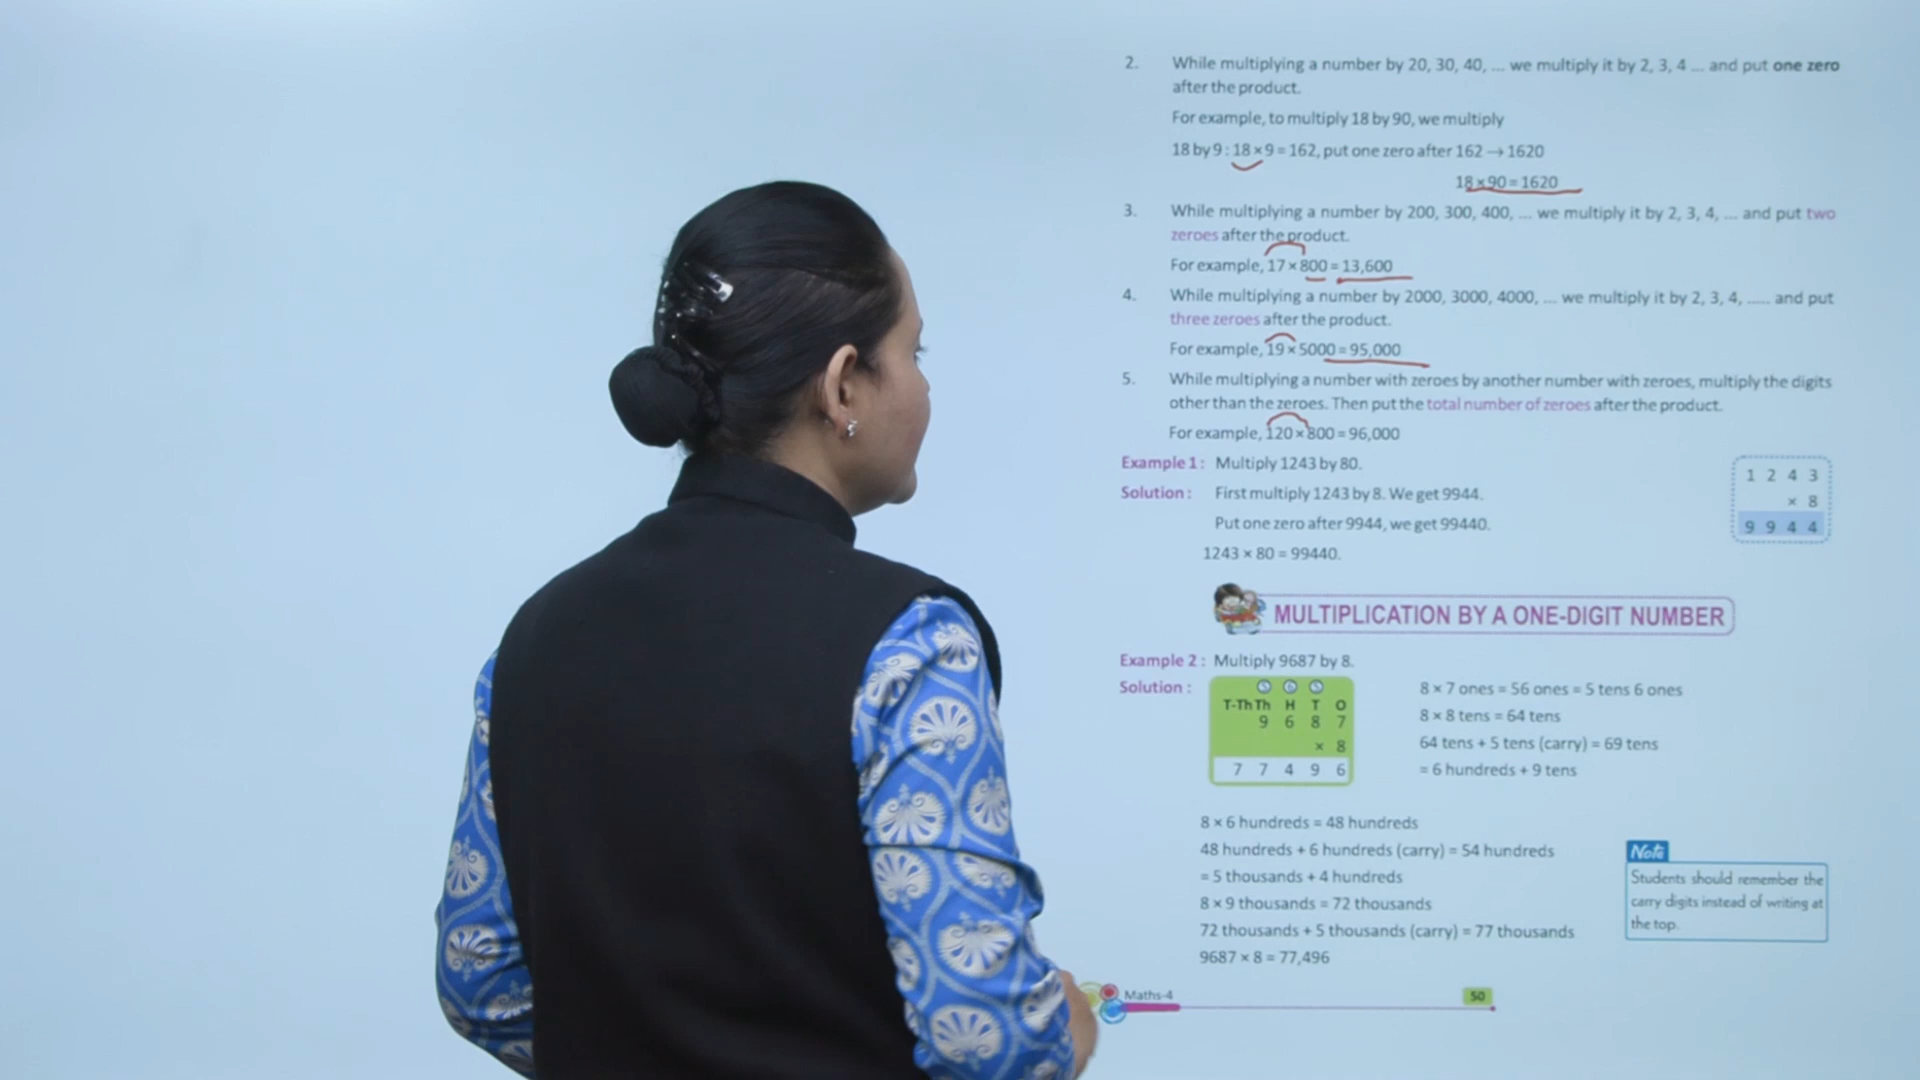 2. While multiplying a number by 20, 30, 40, ... we multiply it by 2, 3, 4 ... and put one zero
after the product.
For example, to multiply 18 by 90, we multiply
18 by 9 : 18 × 9 = 162, put one zero after 162 → 1620
18 × 90 = 1620
3. While multiplying a number by 200, 300, 400, ... we multiply it by 2, 3, 4, ... and put two
zeroes after the product.
For example, 17 × 800 = 13,600
4. While multiplying a number by 2000, 3000, 4000, ... we multiply it by 2, 3, 4, ..... and put
three zeroes after the product.
For example, 19 × 5000 = 95,000
5. While multiplying a number with zeroes by another number with zeroes, multiply the digits
other than the zeroes. Then put the total number of zeroes after the product.
For example, 120 × 800 = 96,000
Example 1 : Multiply 1243 by 80.
Solution : First multiply 1243 by 8. We get 9944.
Put one zero after 9944, we get 99440.
1243 × 80 = 99440.
1 2 4 3
× 8
9 9 4 4
MULTIPLICATION BY A ONE-DIGIT NUMBER
Example 2 : Multiply 9687 by 8.
Solution :
5 6 5
T-Th Th H T O
9 6 8 7
× 8
7 7 4 9 6
8 × 7 ones = 56 ones = 5 tens 6 ones
8 × 8 tens = 64 tens
64 tens + 5 tens (carry) = 69 tens
= 6 hundreds + 9 tens
8 × 6 hundreds = 48 hundreds
48 hundreds + 6 hundreds (carry) = 54 hundreds
= 5 thousands + 4 hundreds
8 × 9 thousands = 72 thousands
72 thousands + 5 thousands (carry) = 77 thousands
9687 × 8 = 77,496
Note
Students should remember the
carry digits instead of writing at
the top.
Maths-4
50